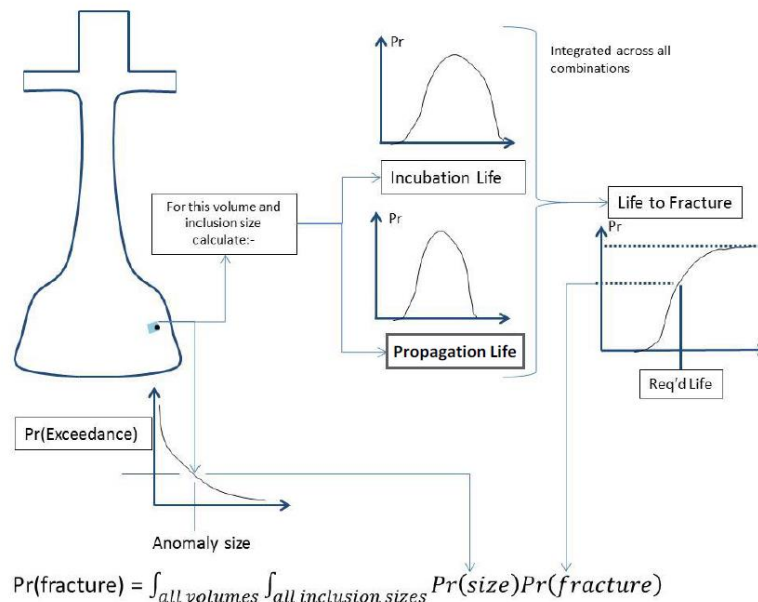 Pr
Integrated across all
combinations
Incubation Life
For this volume and
inclusion size
calculate:-
Life to Fracture
Pr
Pr
Propagation Life
Req'd Life
Pr(Exceedance)
Anomaly size
Pr(fracture) = ∫all volumes ∫all inclusion sizes Pr(size)Pr(fracture)